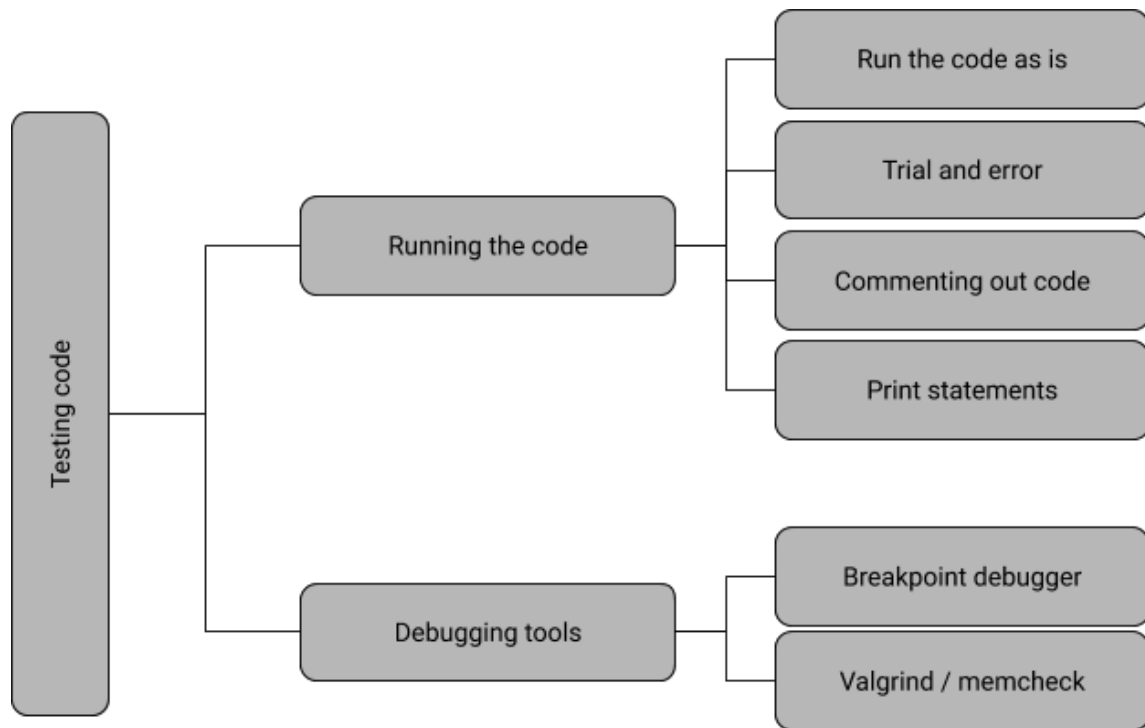 Testing code
Running the code
Run the code as is
Trial and error
Commenting out code
Print statements
Debugging tools
Breakpoint debugger
Valgrind / memcheck